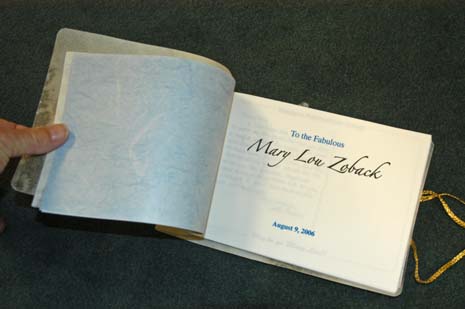 To the Fabulous
Mary Lou Zoback
August 9, 2006